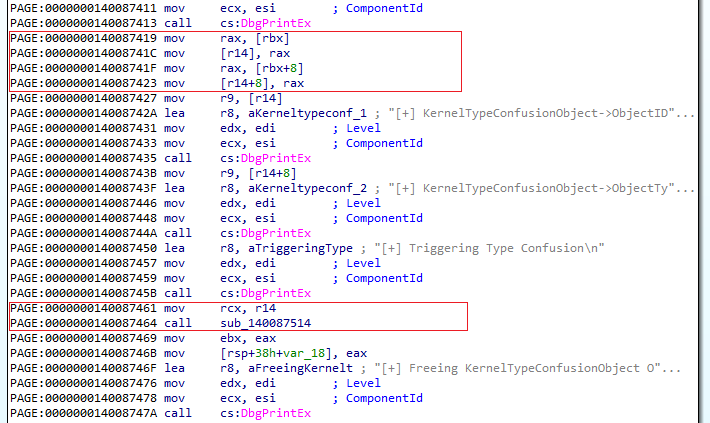 PAGE:0000000140087411 mov ecx, esi ; ComponentId
PAGE:0000000140087413 call cs:DbgPrintEx
PAGE:0000000140087419 mov rax, [rbx]
PAGE:000000014008741C mov [r14], rax
PAGE:000000014008741F mov rax, [rbx+8]
PAGE:0000000140087423 mov [r14+8], rax
PAGE:0000000140087427 mov r9, [r14]
PAGE:000000014008742A lea r8, aKerneltypeconf_1 ; "[+] KernelTypeConfusionObject->ObjectID"...
PAGE:0000000140087431 mov edx, edi ; Level
PAGE:0000000140087433 mov ecx, esi ; ComponentId
PAGE:0000000140087435 call cs:DbgPrintEx
PAGE:000000014008743B mov r9, [r14+8]
PAGE:000000014008743F lea r8, aKerneltypeconf_2 ; "[+] KernelTypeConfusionObject->ObjectTy"...
PAGE:0000000140087446 mov edx, edi ; Level
PAGE:0000000140087448 mov ecx, esi ; ComponentId
PAGE:000000014008744A call cs:DbgPrintEx
PAGE:0000000140087450 lea r8, aTriggeringType ; "[+] Triggering Type Confusion\n"
PAGE:0000000140087457 mov edx, edi ; Level
PAGE:0000000140087459 mov ecx, esi ; ComponentId
PAGE:000000014008745B call cs:DbgPrintEx
PAGE:0000000140087461 mov rcx, r14
PAGE:0000000140087464 call sub_140087514
PAGE:0000000140087469 mov ebx, eax
PAGE:000000014008746B mov [rsp+38h+var_18], eax
PAGE:000000014008746F lea r8, aFreeingKernelt ; "[+] Freeing KernelTypeConfusionObject O"...
PAGE:0000000140087476 mov edx, edi ; Level
PAGE:0000000140087478 mov ecx, esi ; ComponentId
PAGE:000000014008747A call cs:DbgPrintEx